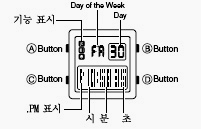 Day of the Week
기능 표시
Day
FA 30
A Button
B Button
C Button
D Button
.PM 표시
시 분 초